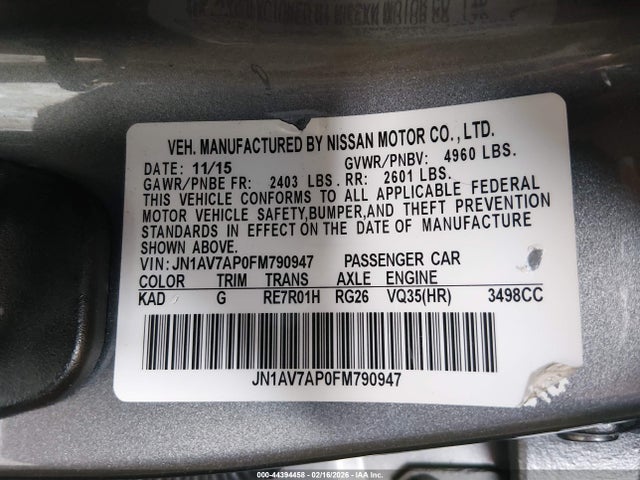 VEH. MANUFACTURED BY NISSAN MOTOR CO., LTD.
DATE: 11/15 GVWR/PNBV: 4960 LBS.
GAWR/PNBE FR: 2403 LBS. RR: 2601 LBS.
THIS VEHICLE CONFORMS TO ALL APPLICABLE FEDERAL
MOTOR VEHICLE SAFETY,BUMPER,AND THEFT PREVENTION
STANDARDS IN EFFECT ON THE DATE OF MANUFACTURE
SHOWN ABOVE.
VIN: JN1AV7AP0FM790947 PASSENGER CAR
COLOR TRIM TRANS AXLE ENGINE
KAD G RE7R01H RG26 VQ35(HR) 3498CC
JN1AV7AP0FM790947
000-44394458 - 02/16/2026 - IAA Inc.